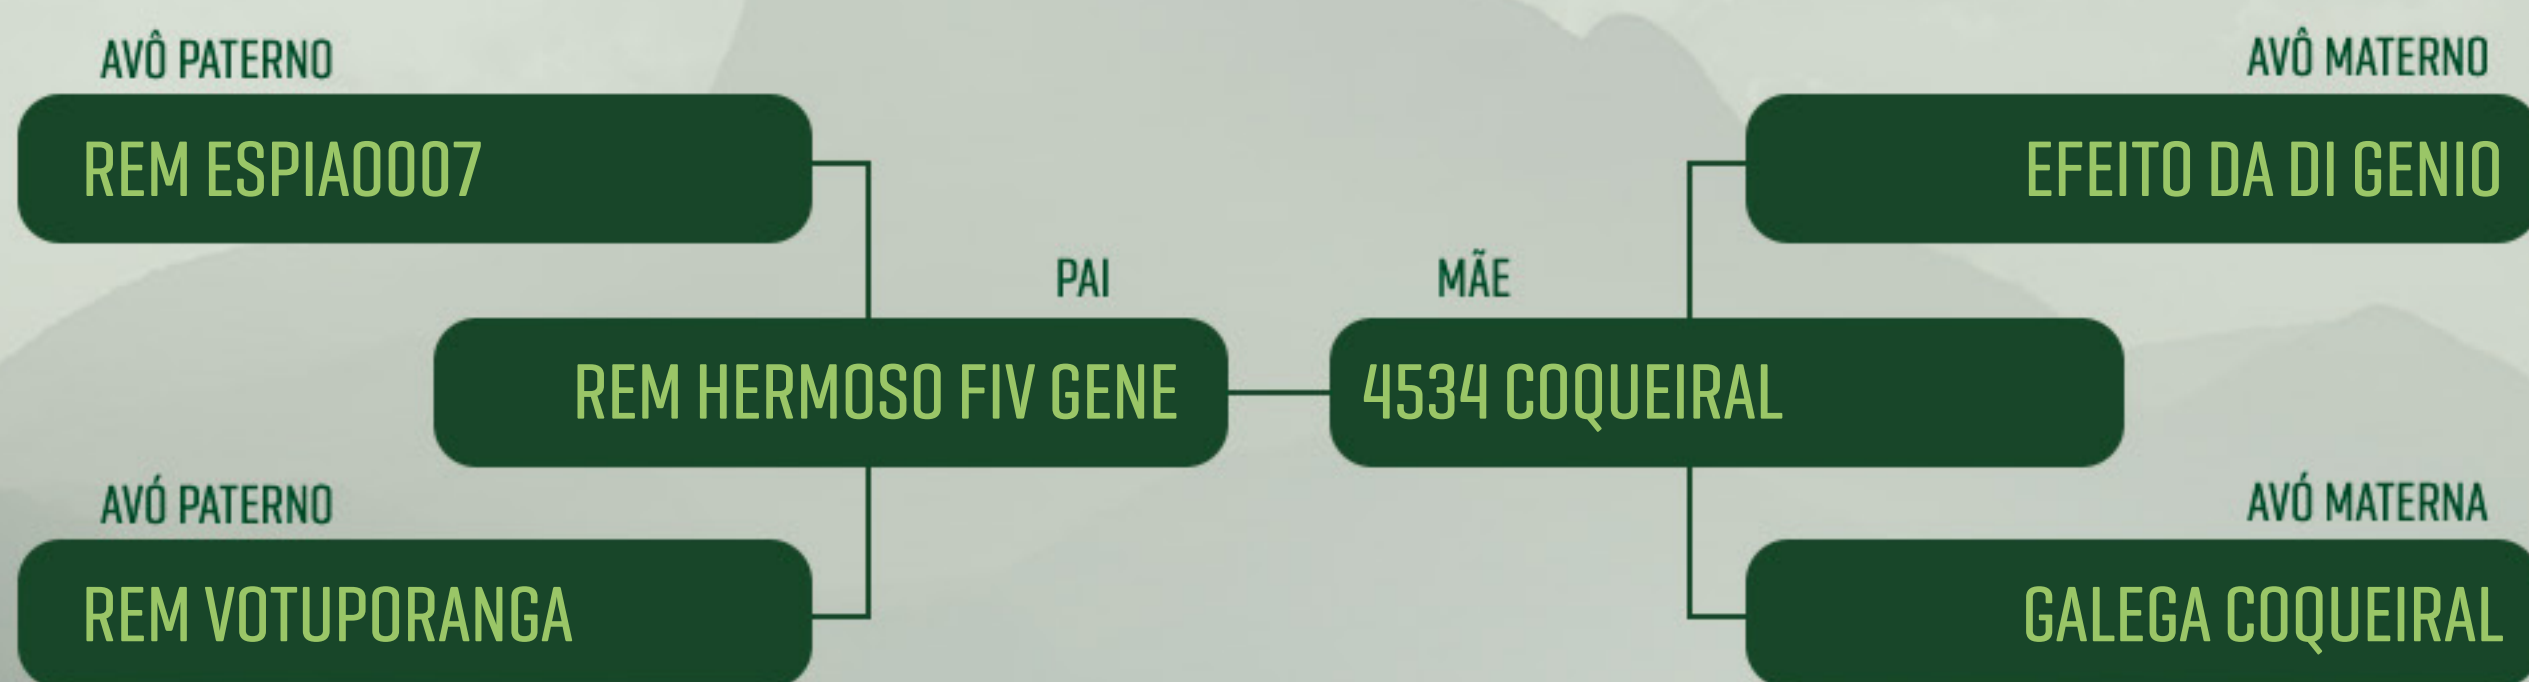 AVÔ PATERNO
AVÔ MATERNO
REM ESPIA0007
EFEITO DA DI GENIO
PAI
MÃE
REM HERMOSO FIV GENE
4534 COQUEIRAL
AVÓ PATERNO
AVÓ MATERNA
REM VOTUPORANGA
GALEGA COQUEIRAL